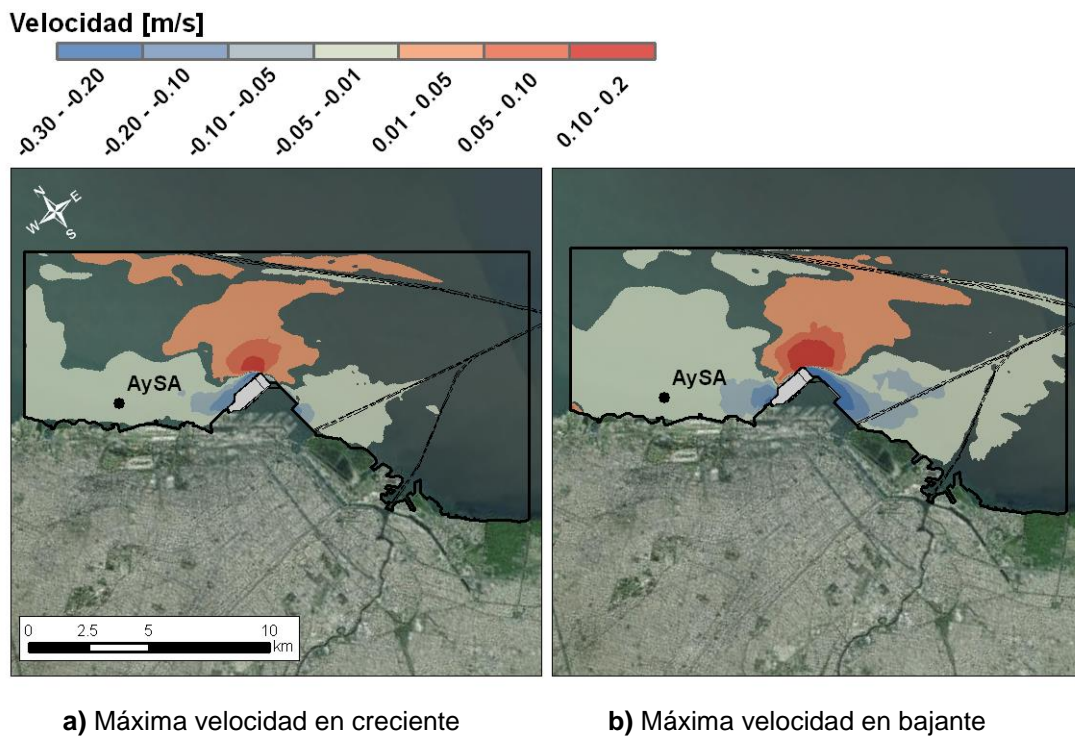 Velocidad [m/s]
-0.30 - -0.20
-0.20 - -0.10
-0.10 - -0.05
-0.05 - -0.01
0.01 - 0.05
0.05 - 0.10
0.10 - 0.2
N
E
W
S
AySA
0 2.5 5 10
km
AySA
a) Máxima velocidad en creciente
b) Máxima velocidad en bajante